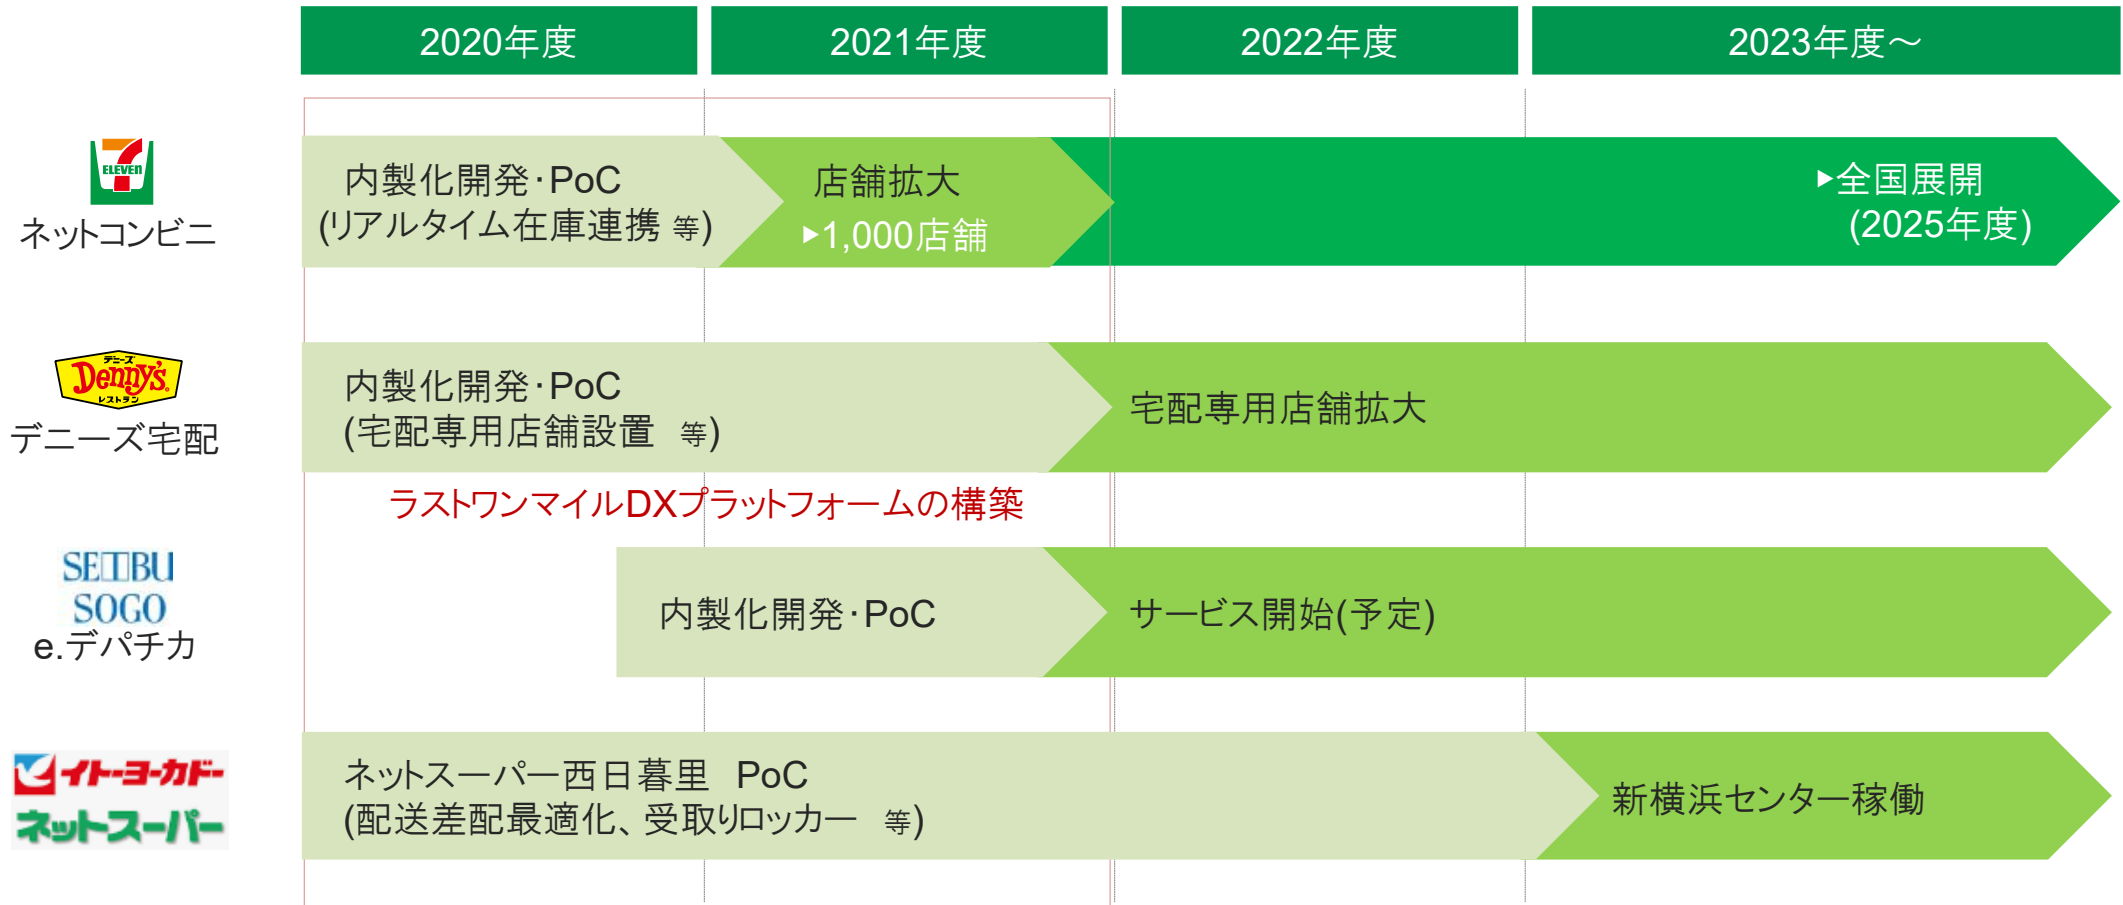 2020年度
2021年度
2022年度
2023年度～
ELEVEN
ネットコンビニ
内製化開発･PoC
(リアルタイム在庫連携 等)
店舗拡大
▶1,000店舗
▶全国展開
(2025年度)
デニーズ
Denny's
レストラン
デニーズ宅配
内製化開発･PoC
(宅配専用店舗設置 等)
宅配専用店舗拡大
ラストワンマイルDXプラットフォームの構築
SEIBU
SOGO
e.デパチカ
内製化開発･PoC
サービス開始(予定)
イトーヨーカドー
ネットスーパー
ネットスーパー西日暮里 PoC
(配送差配最適化、受取りロッカー 等)
新横浜センター稼働